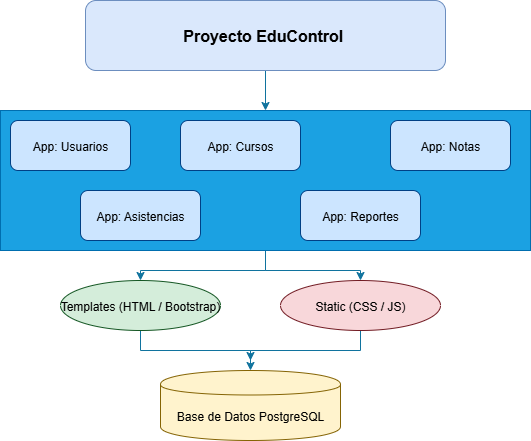 Proyecto EduControl
App: Usuarios
App: Cursos
App: Notas
App: Asistencias
App: Reportes
Templates (HTML / Bootstrap)
Static (CSS / JS)
Base de Datos PostgreSQL